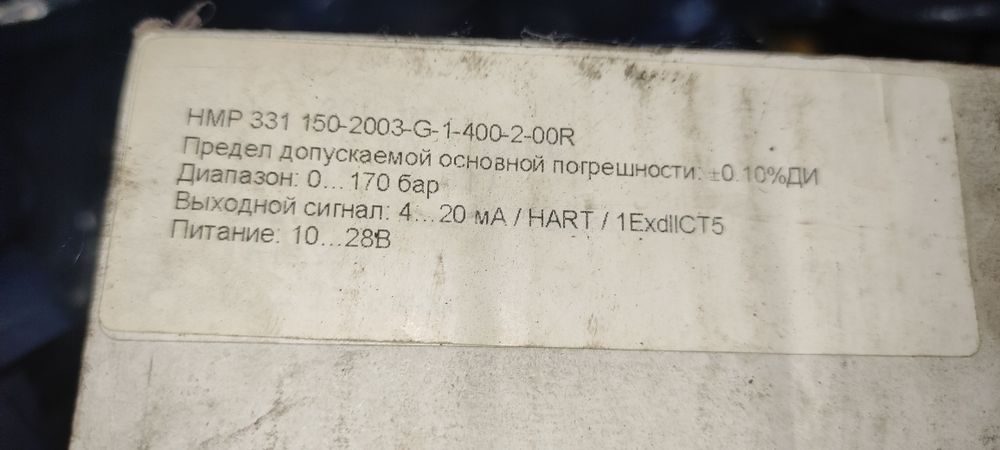 HMP 331 150-2003-G-1-400-2-00R
Предел допускаемой основной погрешности: ±0.10%ДИ
Диапазон: 0...170 бар
Выходной сигнал: 4...20 мА / HART / 1ExdIICT5
Питание: 10...28В